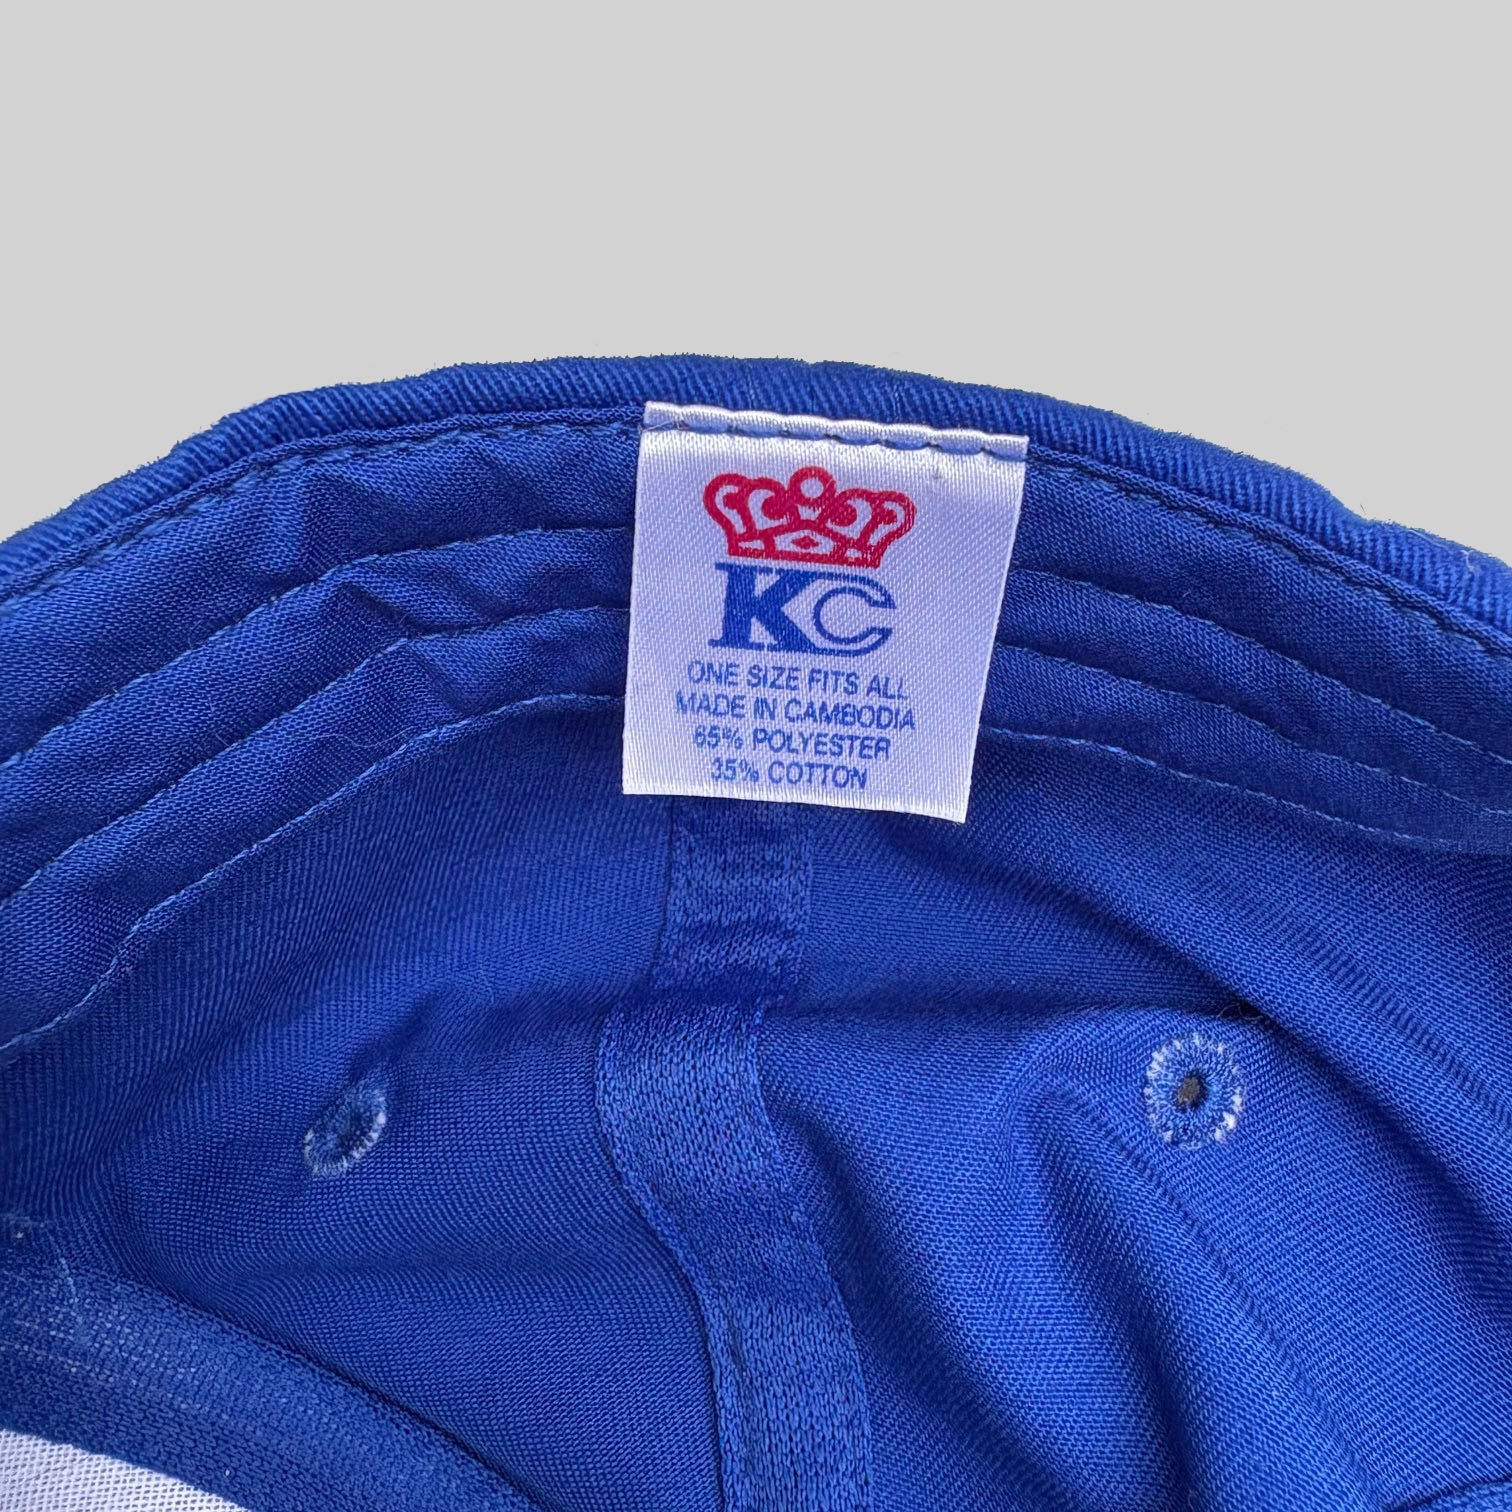 KC
ONE SIZE FITS ALL
MADE IN CAMBODIA
65% POLYESTER
35% COTTON